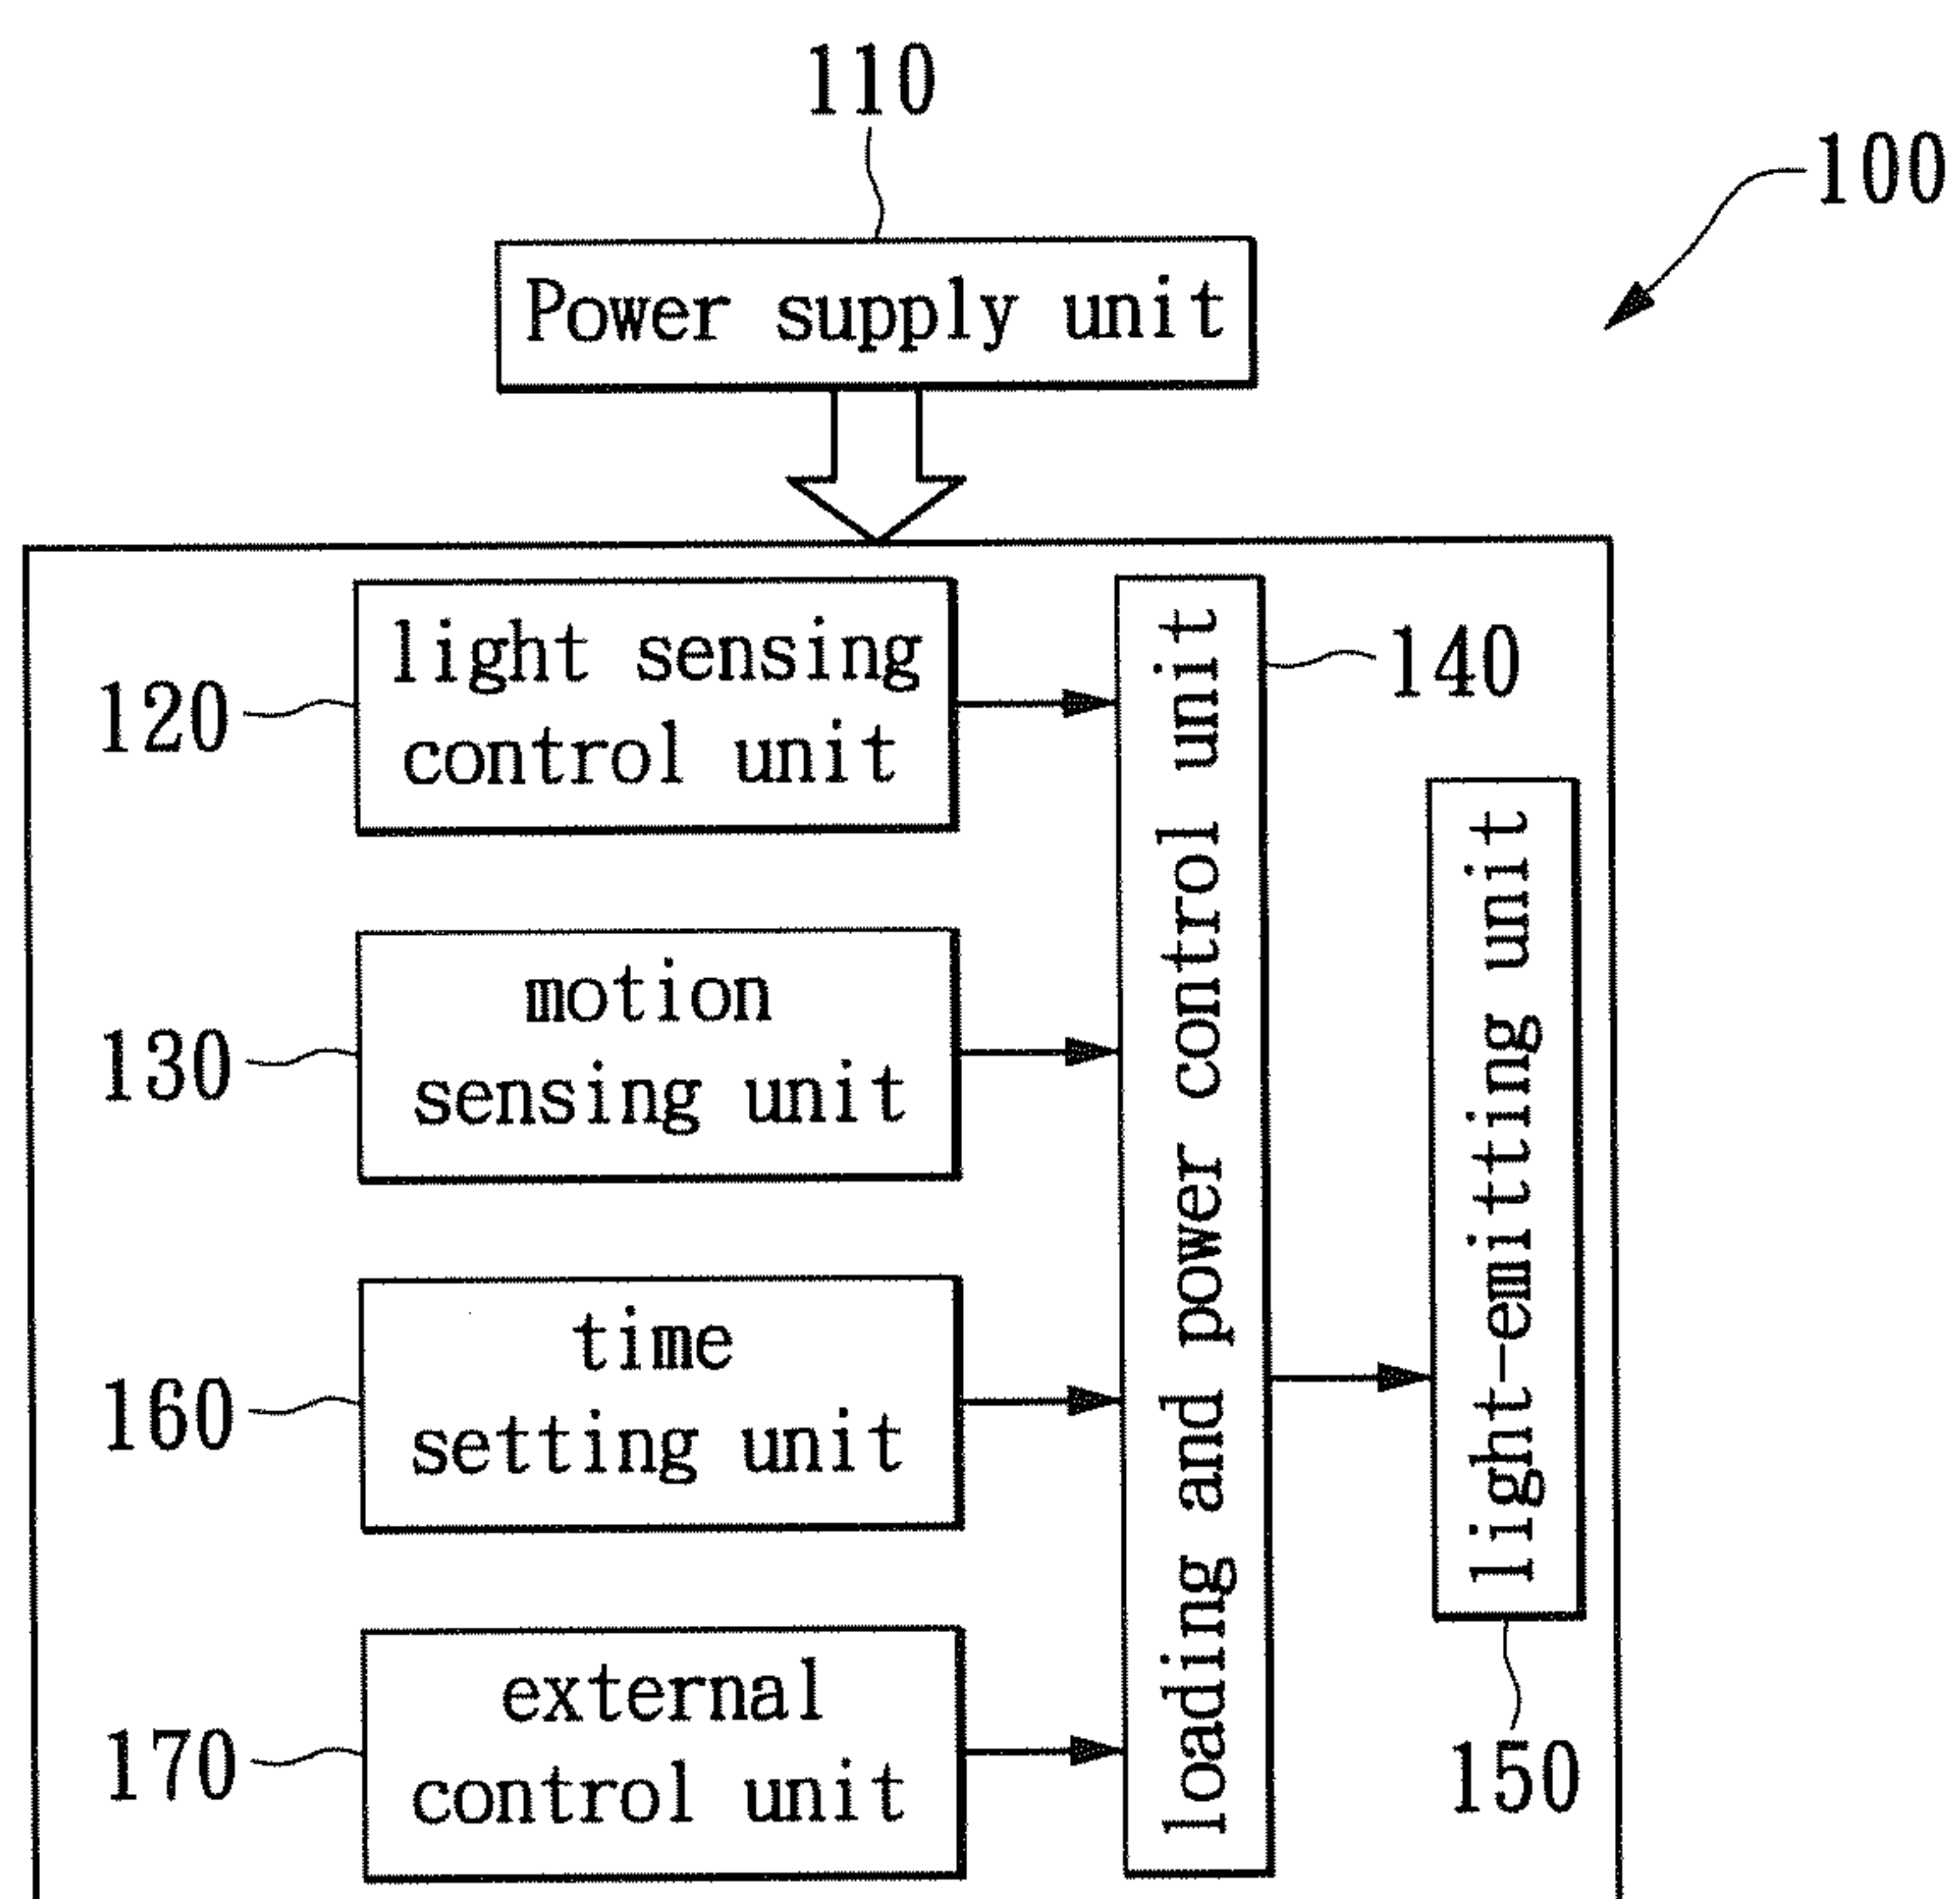 110
100
Power supply unit
light sensing
control unit
120
140
loading and power control unit
motion
sensing unit
130
light-emitting unit
time
setting unit
160
external
control unit
170
150